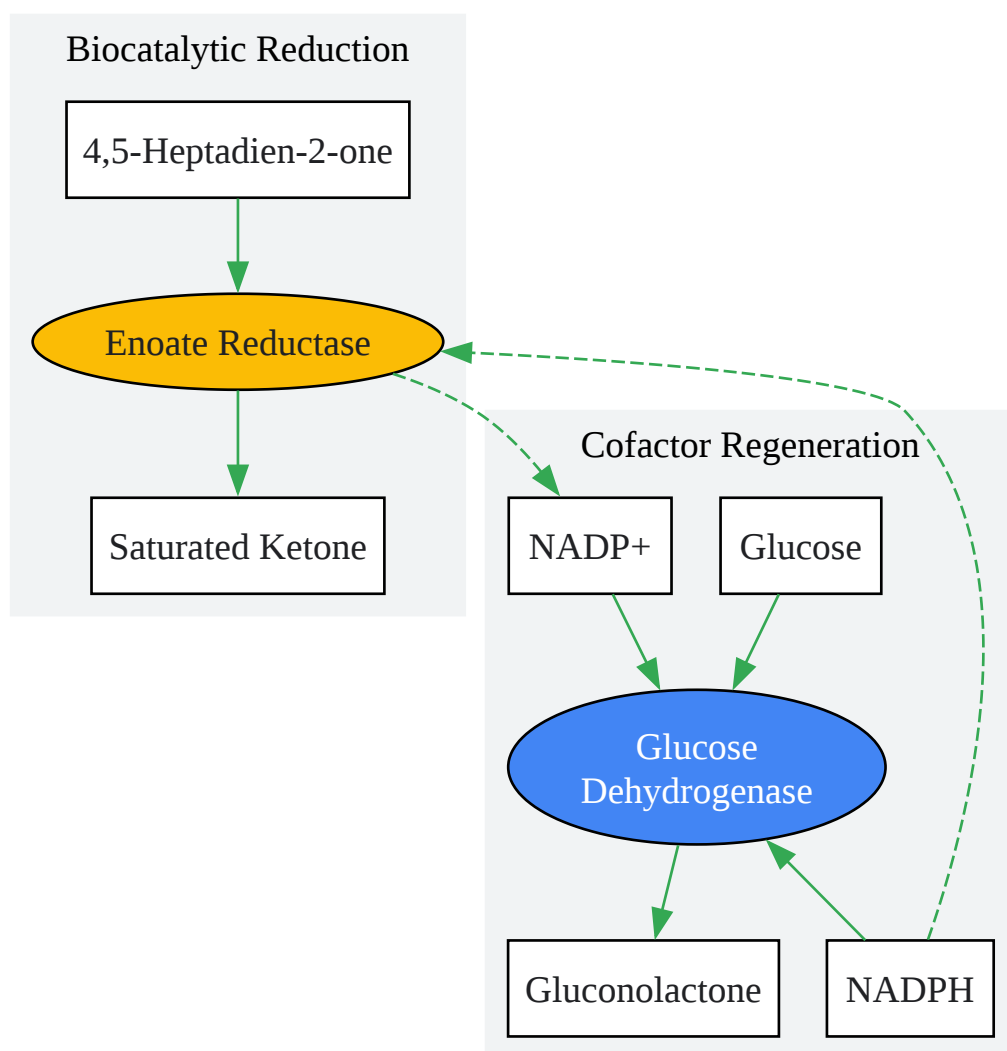 Biocatalytic Reduction
4,5-Heptadien-2-one
Enoate Reductase
Saturated Ketone
Cofactor Regeneration
NADP+
Glucose
Glucose
Dehydrogenase
Gluconolactone
NADPH